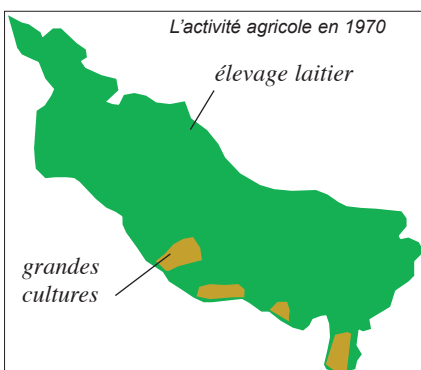 L'activité agricole en 1970
élevage laitier
grandes
cultures